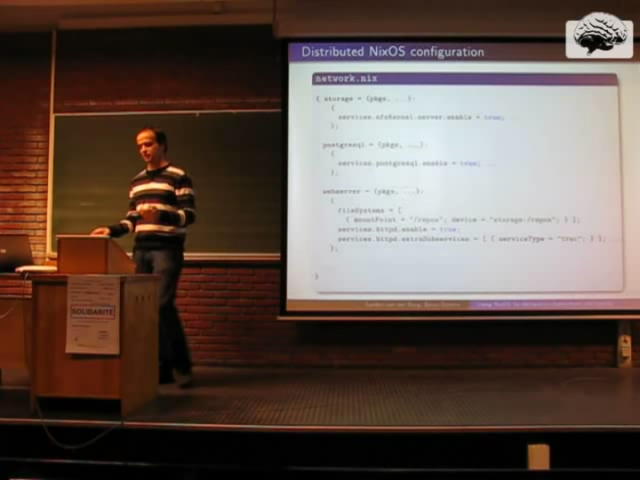 Distributed NixOS configuration
network.nix
{ storage = {pkgs, ...}:
{
services.nfsKernel.server.enable = true; ...
};
postgresql = {pkgs, ...}:
{
services.postgresql.enable = true; ...
};
webserver = {pkgs, ...}:
{
fileSystems = [
{ mountPoint = "/repos"; device = "storage:/repos"; } ];
services.httpd.enable = true;
services.httpd.extraSubservices = [ { serviceType = "trac"; } ]; ...
};
}
SOLIDARITÉ